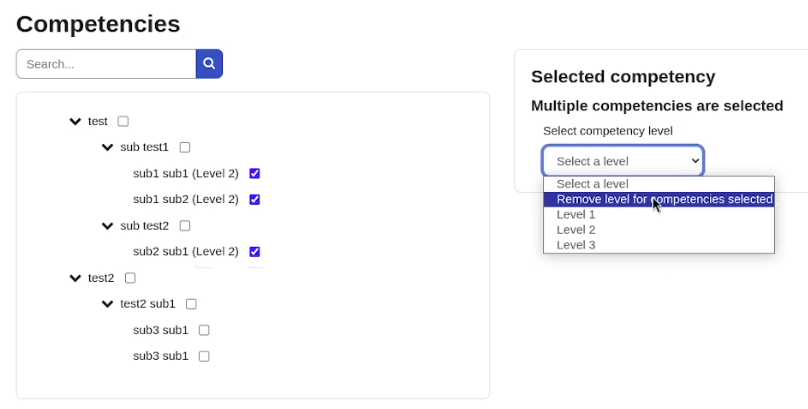 Competencies
Search...
test
sub test1
sub1 sub1 (Level 2)
sub1 sub2 (Level 2)
sub test2
sub2 sub1 (Level 2)
test2
test2 sub1
sub3 sub1
sub3 sub1
Selected competency
Multiple competencies are selected
Select competency level
Select a level
Select a level
Remove level for competencies selected
Level 1
Level 2
Level 3